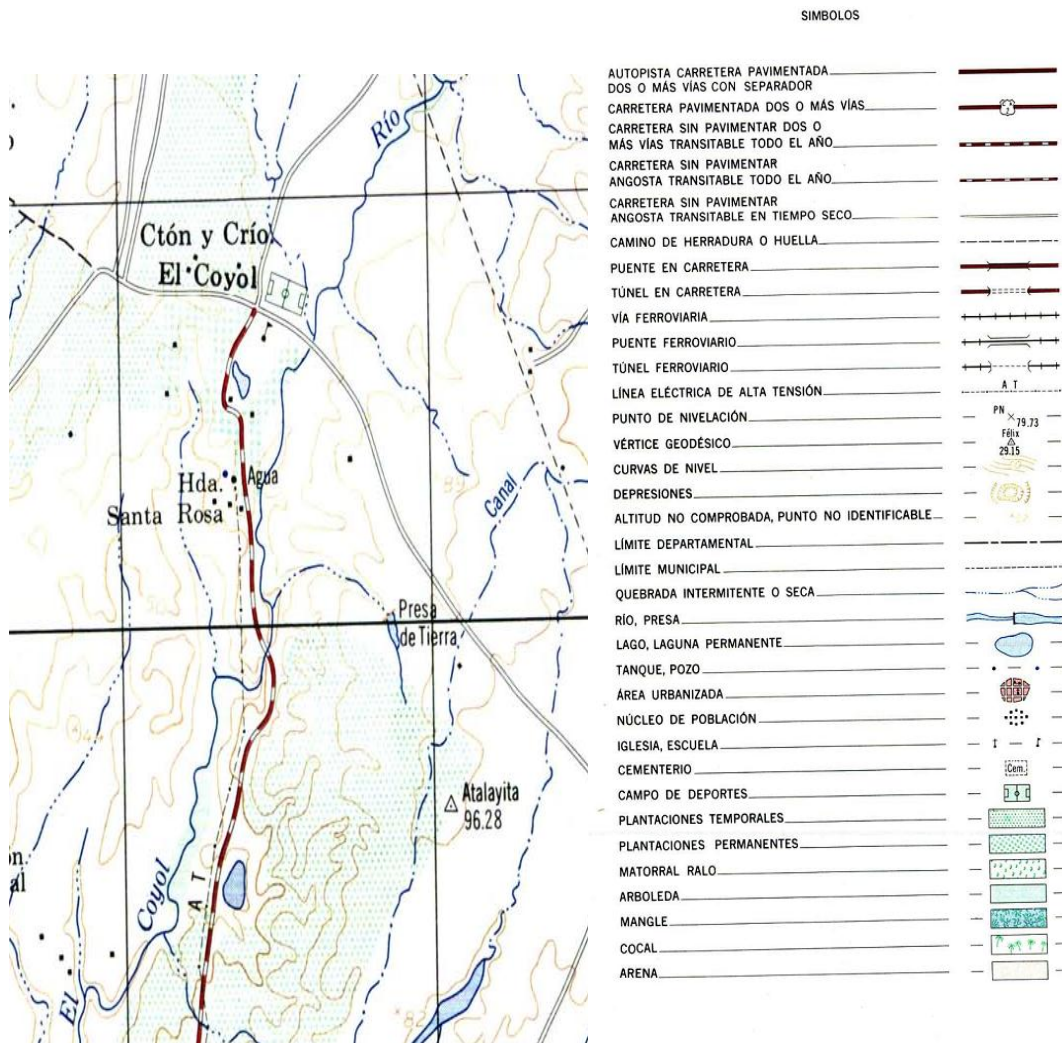 Río
Ctón y Crío
El Coyol
Hda.
Santa Rosa
Agua
89
Canal
Presa
de Tierra
Atalayita
96.28
A T
El Coyol
82
SIMBOLOS
AUTOPISTA CARRETERA PAVIMENTADA
DOS O MÁS VÍAS CON SEPARADOR
CARRETERA PAVIMENTADA DOS O MÁS VÍAS
CARRETERA SIN PAVIMENTAR DOS O
MÁS VÍAS TRANSITABLE TODO EL AÑO
CARRETERA SIN PAVIMENTAR
ANGOSTA TRANSITABLE TODO EL AÑO
CARRETERA SIN PAVIMENTAR
ANGOSTA TRANSITABLE EN TIEMPO SECO
CAMINO DE HERRADURA O HUELLA
PUENTE EN CARRETERA
TÚNEL EN CARRETERA
VÍA FERROVIARIA
PUENTE FERROVIARIO
TÚNEL FERROVIARIO
LÍNEA ELÉCTRICA DE ALTA TENSIÓN
A T
PUNTO DE NIVELACIÓN
PN
79.73
VÉRTICE GEODÉSICO
Félix
29.15
CURVAS DE NIVEL
DEPRESIONES
ALTITUD NO COMPROBADA, PUNTO NO IDENTIFICABLE
LÍMITE DEPARTAMENTAL
LÍMITE MUNICIPAL
QUEBRADA INTERMITENTE O SECA
RÍO, PRESA
LAGO, LAGUNA PERMANENTE
TANQUE, POZO
ÁREA URBANIZADA
NÚCLEO DE POBLACIÓN
IGLESIA, ESCUELA
CEMENTERIO
Cem.
CAMPO DE DEPORTES
PLANTACIONES TEMPORALES
PLANTACIONES PERMANENTES
MATORRAL RALO
ARBOLEDA
MANGLE
COCAL
ARENA